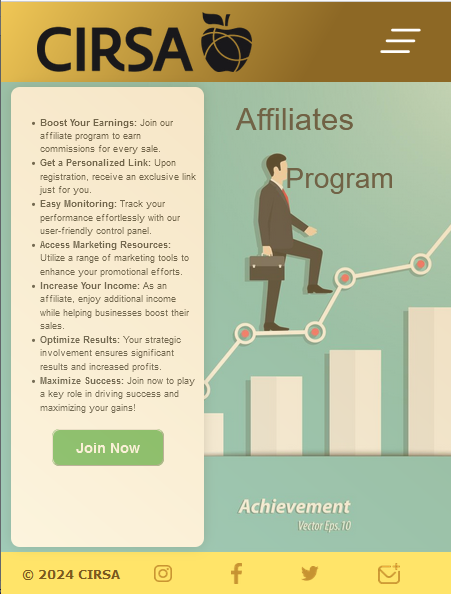 CIRSA
Affiliates
Program
• Boost Your Earnings: Join our
affiliate program to earn
commissions for every sale.
• Get a Personalized Link: Upon
registration, receive an exclusive link
just for you.
• Easy Monitoring: Track your
performance effortlessly with our
user-friendly control panel.
• Access Marketing Resources:
Utilize a range of marketing tools to
enhance your promotional efforts.
• Increase Your Income: As an
affiliate, enjoy additional income
while helping businesses boost their
sales.
• Optimize Results: Your strategic
involvement ensures significant
results and increased profits.
• Maximize Success: Join now to play
a key role in driving success and
maximizing your gains!
Join Now
Achievement
Vector Eps.10
© 2024 CIRSA